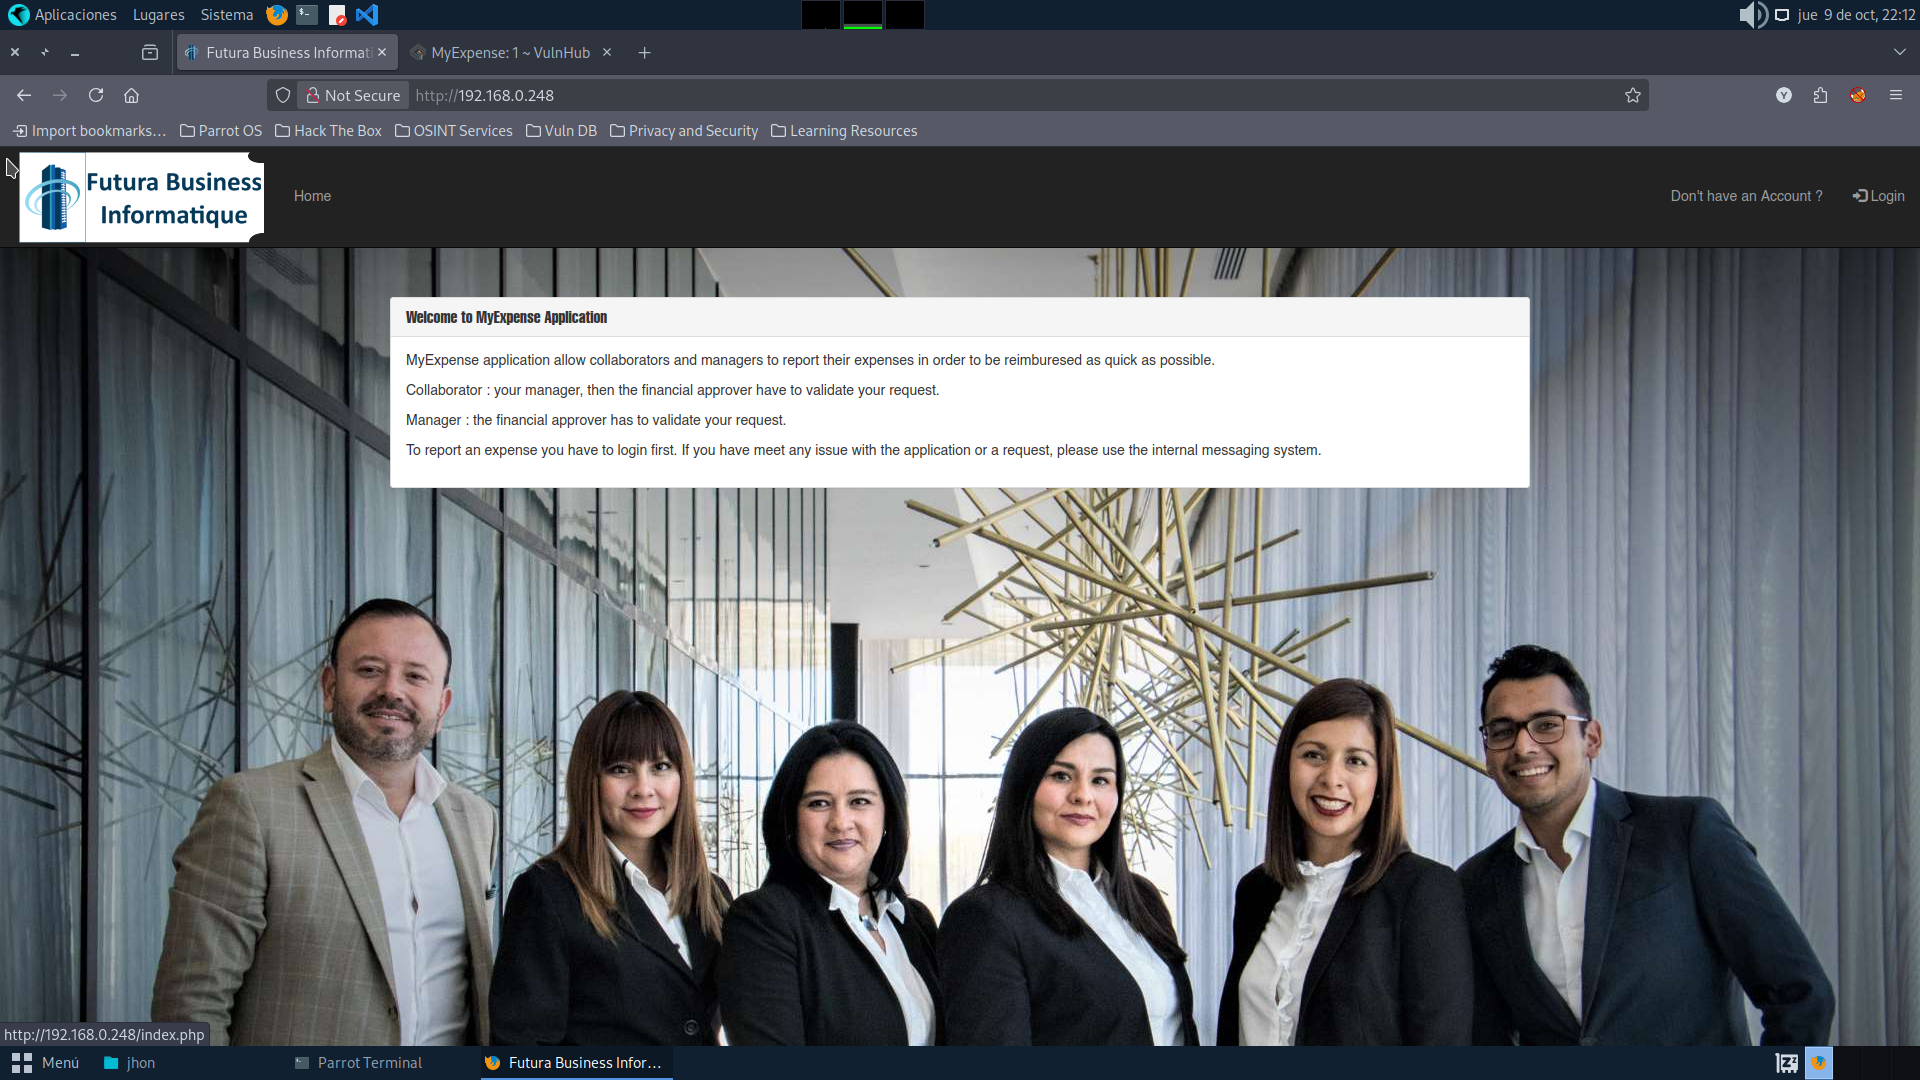 Aplicaciones Lugares Sistema jue 9 de oct, 22:12
Futura Business Informati MyExpense: 1 ~ VulnHub
Not Secure http://192.168.0.248 Y
Import bookmarks... Parrot OS Hack The Box OSINT Services Vuln DB Privacy and Security Learning Resources
Futura Business
Informatique
Home Don't have an Account ? Login
Welcome to MyExpense Application
MyExpense application allow collaborators and managers to report their expenses in order to be reimburesed as quick as possible.
Collaborator : your manager, then the financial approver have to validate your request.
Manager : the financial approver has to validate your request.
To report an expense you have to login first. If you have meet any issue with the application or a request, please use the internal messaging system.
http://192.168.0.248/index.php
Menú jhon Parrot Terminal Futura Business Infor...